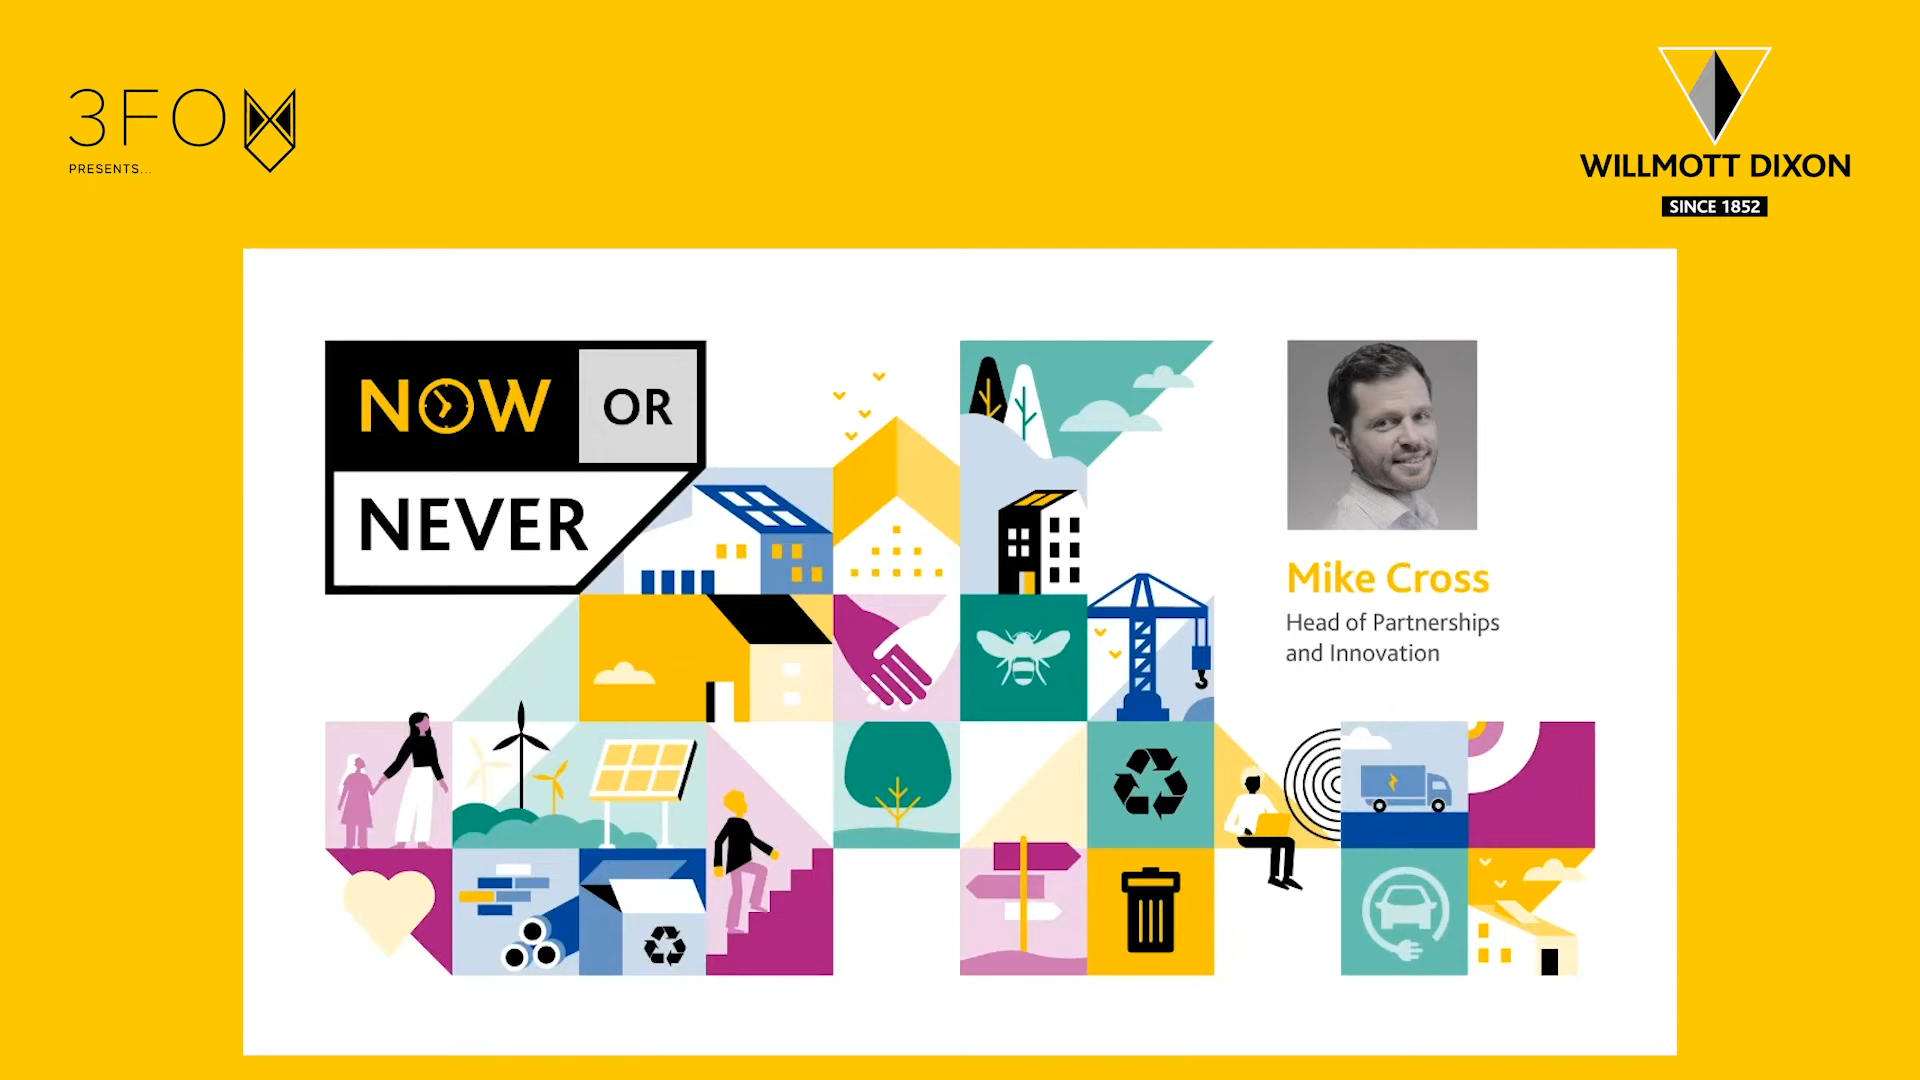 3FOX
PRESENTS...
WILLMOTT DIXON
SINCE 1852
NOW OR
NEVER
Mike Cross
Head of Partnerships
and Innovation